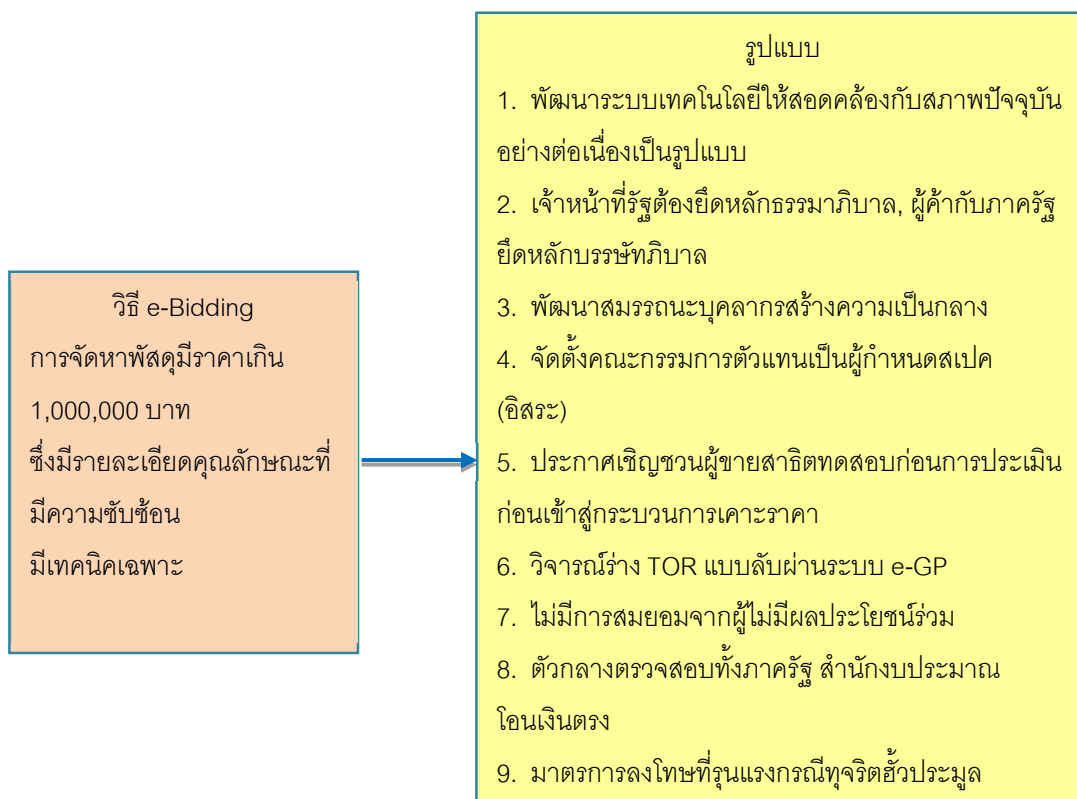 วิธี e-Bidding
การจัดหาพัสดุมีราคาเกิน
1,000,000 บาท
ซึ่งมีรายละเอียดคุณลักษณะที่
มีความซับซ้อน
มีเทคนิคเฉพาะ
รูปแบบ
1. พัฒนาระบบเทคโนโลยีให้สอดคล้องกับสภาพปัจจุบัน
อย่างต่อเนื่องเป็นรูปแบบ
2. เจ้าหน้าที่รัฐต้องยึดหลักธรรมาภิบาล, ผู้ค้ากับภาครัฐ
ยึดหลักบรรษัทภิบาล
3. พัฒนาสมรรถนะบุคลากรสร้างความเป็นกลาง
4. จัดตั้งคณะกรรมการตัวแทนเป็นผู้กำหนดสเปค
(อิสระ)
5. ประกาศเชิญชวนผู้ขายสาธิตทดสอบก่อนการประเมิน
ก่อนเข้าสู่กระบวนการเคาะราคา
6. วิจารณ์ร่าง TOR แบบลับผ่านระบบ e-GP
7. ไม่มีการสมยอมจากผู้ไม่มีผลประโยชน์ร่วม
8. ตัวกลางตรวจสอบทั้งภาครัฐ สำนักงบประมาณ
โอนเงินตรง
9. มาตรการลงโทษที่รุนแรงกรณีทุจริตฮั้วประมูล